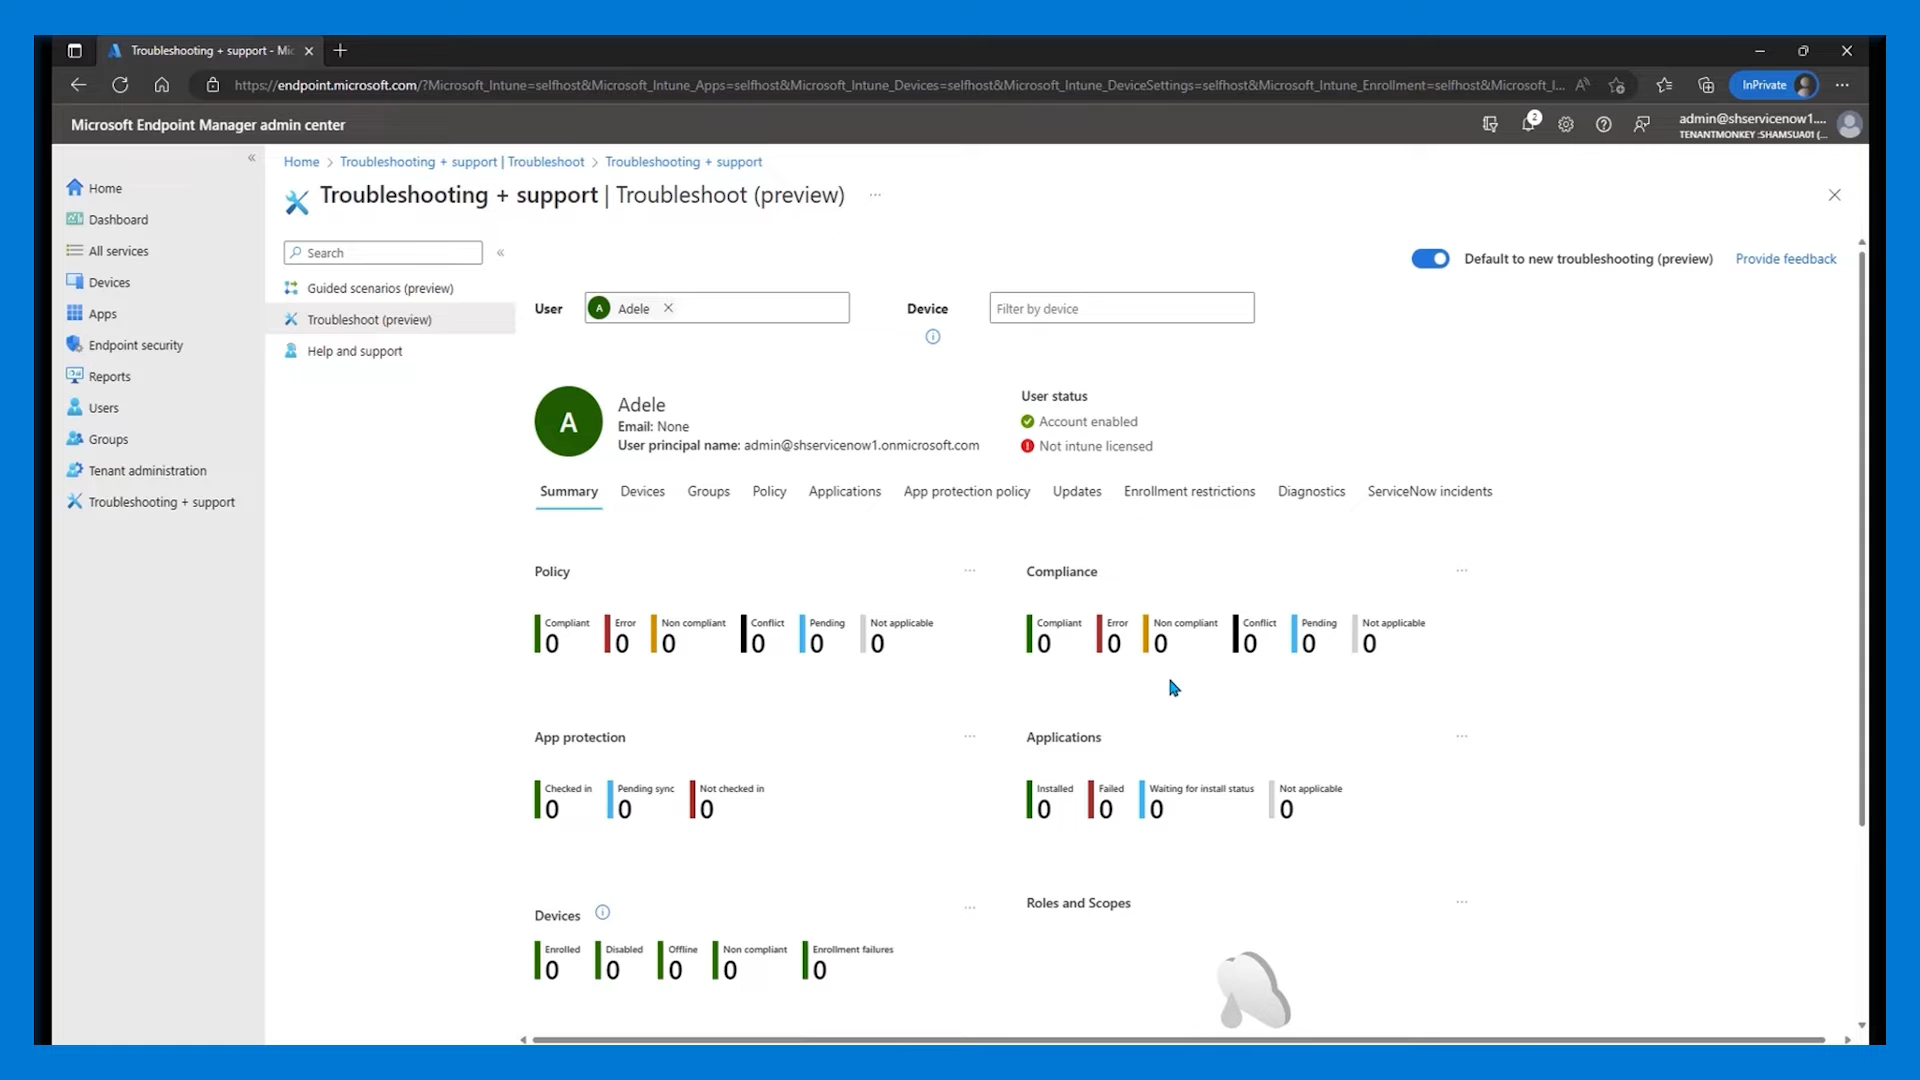 Troubleshooting + support - Mic
https://endpoint.microsoft.com/?Microsoft_Intune=selfhost&Microsoft_Intune_Apps=selfhost&Microsoft_Intune_Devices=selfhost&Microsoft_Intune_DeviceSettings=selfhost&Microsoft_Intune_Enrollment=selfhost&Microsoft_I...
InPrivate
Microsoft Endpoint Manager admin center
2
admin@shservicenow1....
TENANTMONKEY :SHAMSUA01 (...
Home
Dashboard
All services
Devices
Apps
Endpoint security
Reports
Users
Groups
Tenant administration
Troubleshooting + support
Home > Troubleshooting + support | Troubleshoot > Troubleshooting + support
Troubleshooting + support | Troubleshoot (preview) ...
Search
Guided scenarios (preview)
Troubleshoot (preview)
Help and support
Default to new troubleshooting (preview) Provide feedback
User A Adele Device Filter by device
A
Adele
Email: None
User principal name: admin@shservicenow1.onmicrosoft.com
User status
Account enabled
Not intune licensed
Summary Devices Groups Policy Applications App protection policy Updates Enrollment restrictions Diagnostics ServiceNow incidents
Policy ...
Compliant Error Non compliant Conflict Pending Not applicable
0 0 0 0 0 0
Compliance ...
Compliant Error Non compliant Conflict Pending Not applicable
0 0 0 0 0 0
App protection ...
Checked in Pending sync Not checked in
0 0 0
Applications ...
Installed Failed Waiting for install status Not applicable
0 0 0 0
Devices ...
Enrolled Disabled Offline Non compliant Enrollment failures
0 0 0 0 0
Roles and Scopes ...